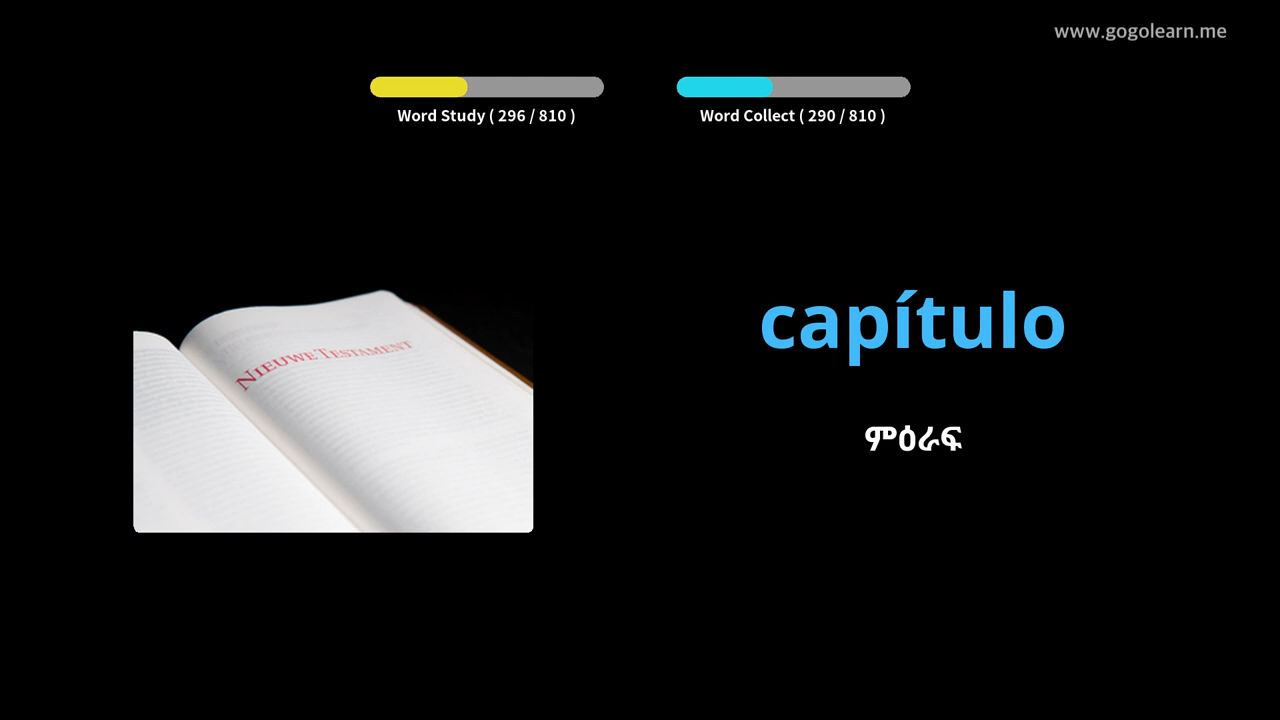 www.gogolearn.me
Word Study ( 296 / 810 )
Word Collect ( 290 / 810 )
NIEUWE TESTAMENT
capítulo
ምዕራፍ